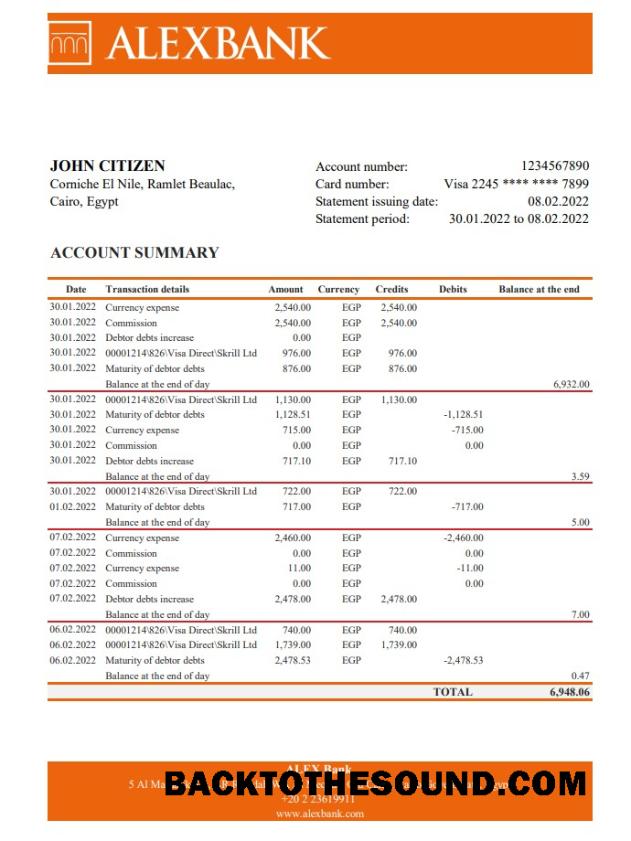 ALEXBANK
JOHN CITIZEN
Corniche El Nile, Ramlet Beaulac,
Cairo, Egypt
Account number: 1234567890
Card number: Visa 2245 **** **** 7899
Statement issuing date: 08.02.2022
Statement period: 30.01.2022 to 08.02.2022
ACCOUNT SUMMARY
Date Transaction details Amount Currency Credits Debits Balance at the end
30.01.2022 Currency expense 2,540.00 EGP 2,540.00
30.01.2022 Commission 2,540.00 EGP 2,540.00
30.01.2022 Debtor debts increase 0.00 EGP
30.01.2022 00001214\826\Visa Direct\Skrill Ltd 976.00 EGP 976.00
30.01.2022 Maturity of debtor debts 876.00 EGP 876.00
Balance at the end of day 6,932.00
30.01.2022 00001214\826\Visa Direct\Skrill Ltd 1,130.00 EGP 1,130.00
30.01.2022 Maturity of debtor debts 1,128.51 EGP -1,128.51
30.01.2022 Currency expense 715.00 EGP -715.00
30.01.2022 Commission 0.00 EGP 0.00
30.01.2022 Debtor debts increase 717.10 EGP 717.10
Balance at the end of day 3.59
30.01.2022 00001214\826\Visa Direct\Skrill Ltd 722.00 EGP 722.00
01.02.2022 Maturity of debtor debts 717.00 EGP -717.00
Balance at the end of day 5.00
07.02.2022 Currency expense 2,460.00 EGP -2,460.00
07.02.2022 Commission 0.00 EGP 0.00
07.02.2022 Currency expense 11.00 EGP -11.00
07.02.2022 Commission 0.00 EGP 0.00
07.02.2022 Debtor debts increase 2,478.00 EGP 2,478.00
Balance at the end of day 7.00
06.02.2022 00001214\826\Visa Direct\Skrill Ltd 740.00 EGP 740.00
06.02.2022 00001214\826\Visa Direct\Skrill Ltd 1,739.00 EGP 1,739.00
06.02.2022 Maturity of debtor debts 2,478.53 EGP -2,478.53
Balance at the end of day 0.47
TOTAL 6,948.06
ALEX Bank
5 Al
BACKTOTHESOUND.COM
+20 2 23619911
www.alexbank.com